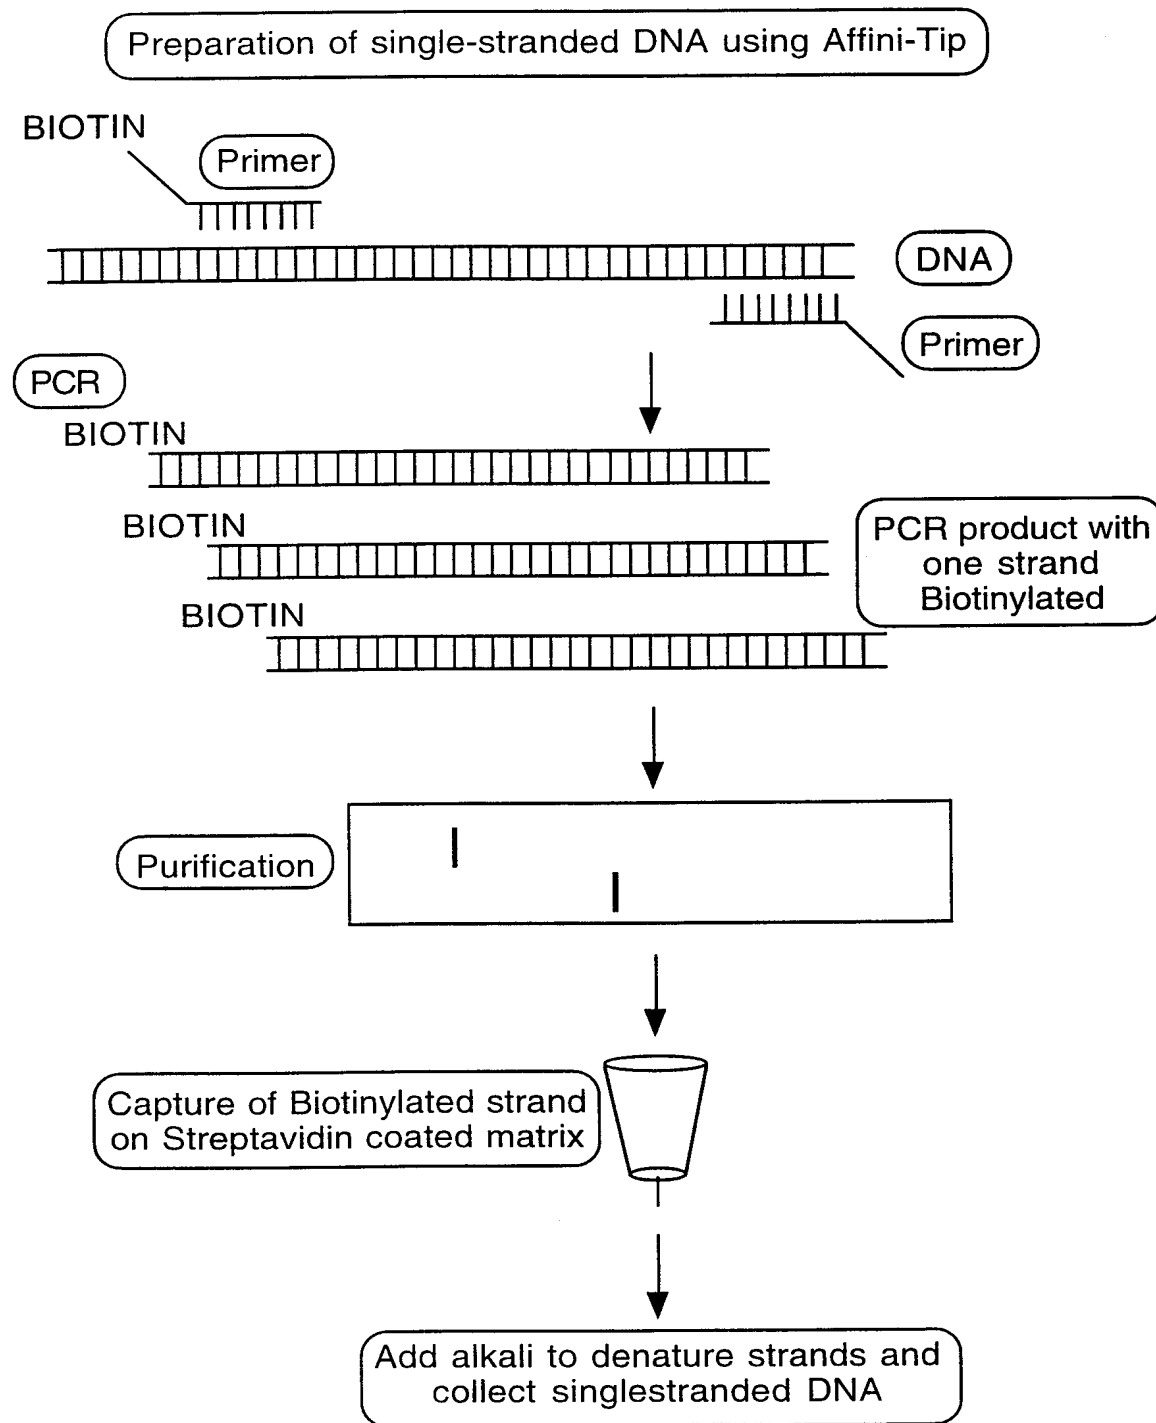 Preparation of single-stranded DNA using Affini-Tip
BIOTIN
Primer
DNA
Primer
PCR
BIOTIN
BIOTIN
PCR product with
one strand
Biotinylated
BIOTIN
Purification
Capture of Biotinylated strand
on Streptavidin coated matrix
Add alkali to denature strands and
collect singlestranded DNA